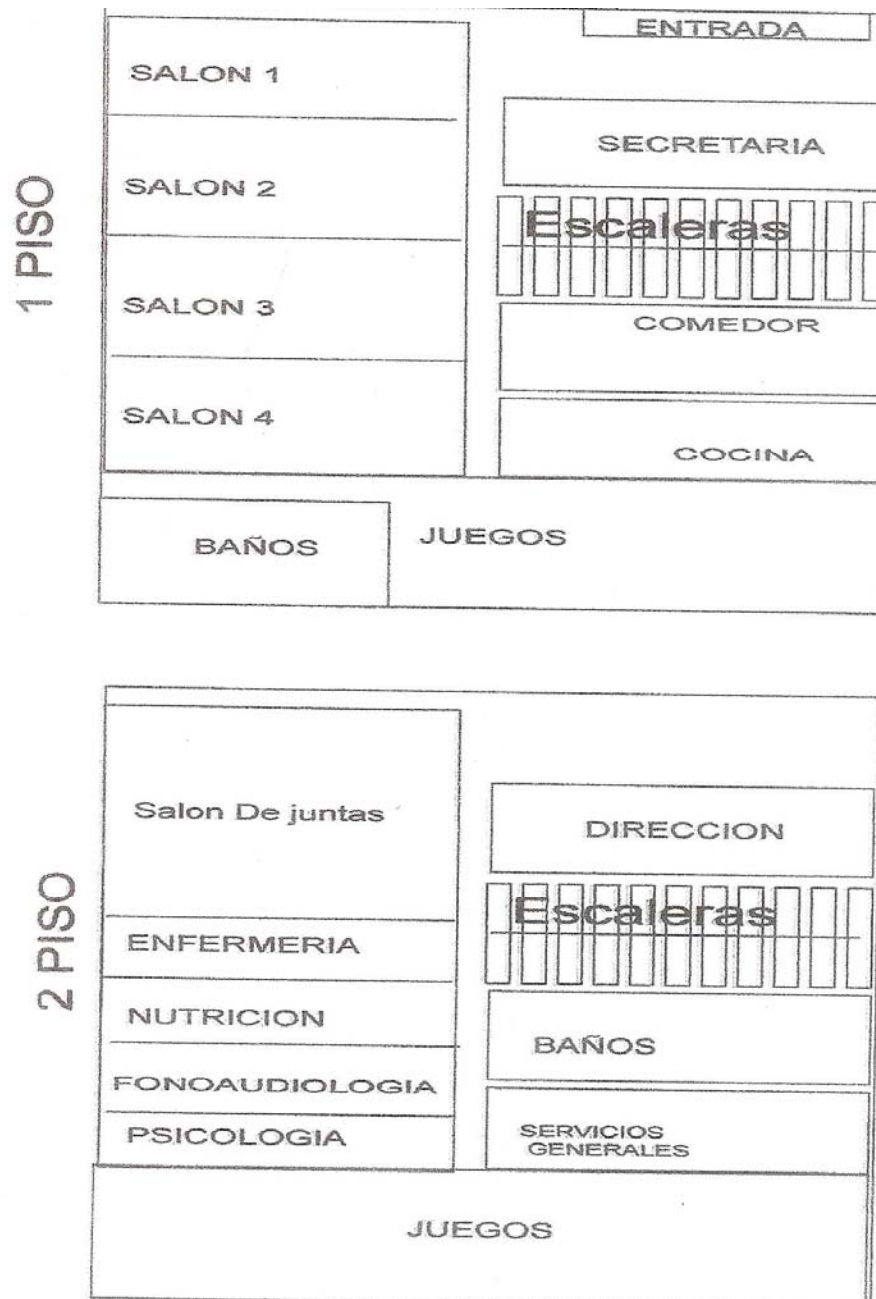 1 PISO
ENTRADA
SALON 1
SECRETARIA
SALON 2
Escaleras
SALON 3
COMEDOR
SALON 4
COCINA
BAÑOS
JUEGOS
2 PISO
Salon De juntas
DIRECCION
Escaleras
ENFERMERIA
NUTRICION
BAÑOS
FONOAUDIOLOGIA
PSICOLOGIA
SERVICIOS
GENERALES
JUEGOS